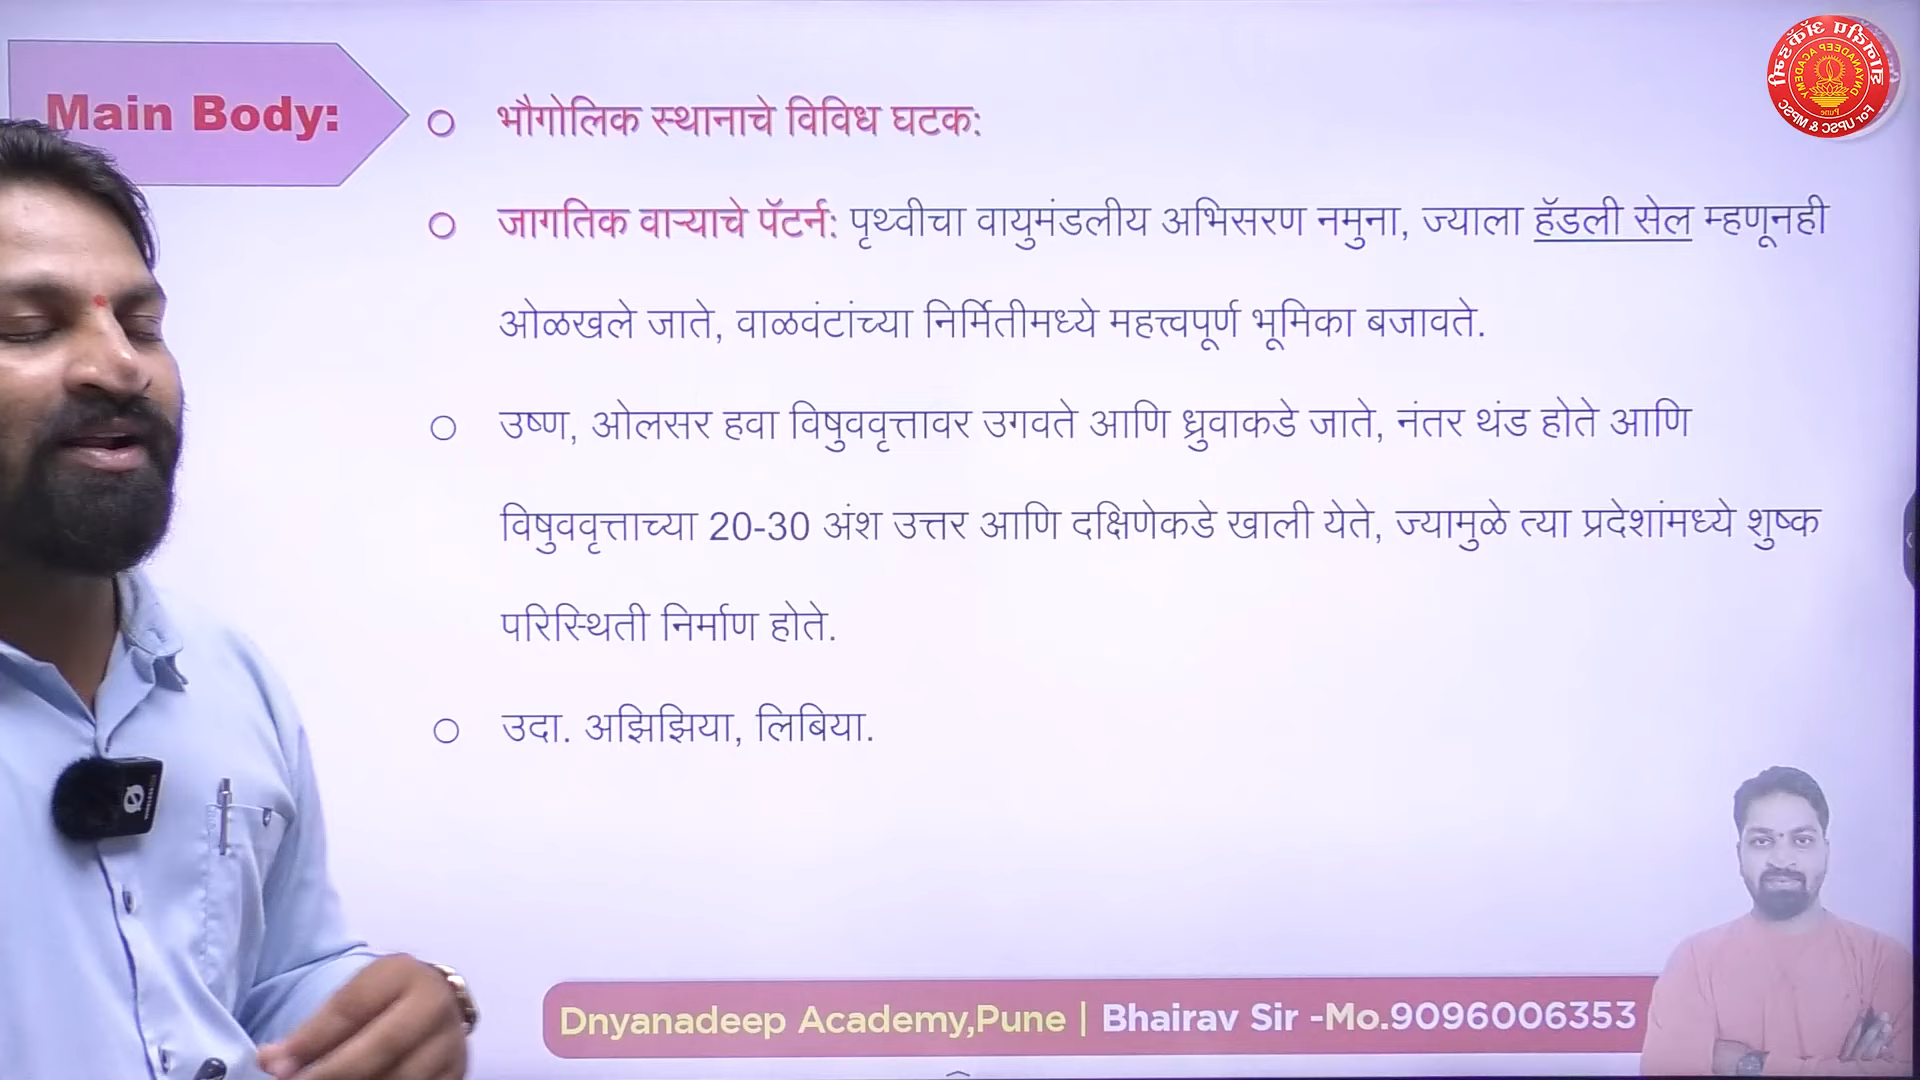 Main Body:
भौगोलिक स्थानाचे विविध घटक:
जागतिक वाऱ्याचे पॅटर्न: पृथ्वीचा वायुमंडलीय अभिसरण नमुना, ज्याला हॅडली सेल म्हणूनही
ओळखले जाते, वाळवंटांच्या निर्मितीमध्ये महत्त्वपूर्ण भूमिका बजावते.
उष्ण, ओलसर हवा विषुववृत्तावर उगवते आणि ध्रुवाकडे जाते, नंतर थंड होते आणि
विषुववृत्ताच्या 20-30 अंश उत्तर आणि दक्षिणेकडे खाली येते, ज्यामुळे त्या प्रदेशांमध्ये शुष्क
परिस्थिती निर्माण होते.
उदा. अझिझिया, लिबिया.
Dnyanadeep Academy,Pune | Bhairav Sir -Mo.9096006353